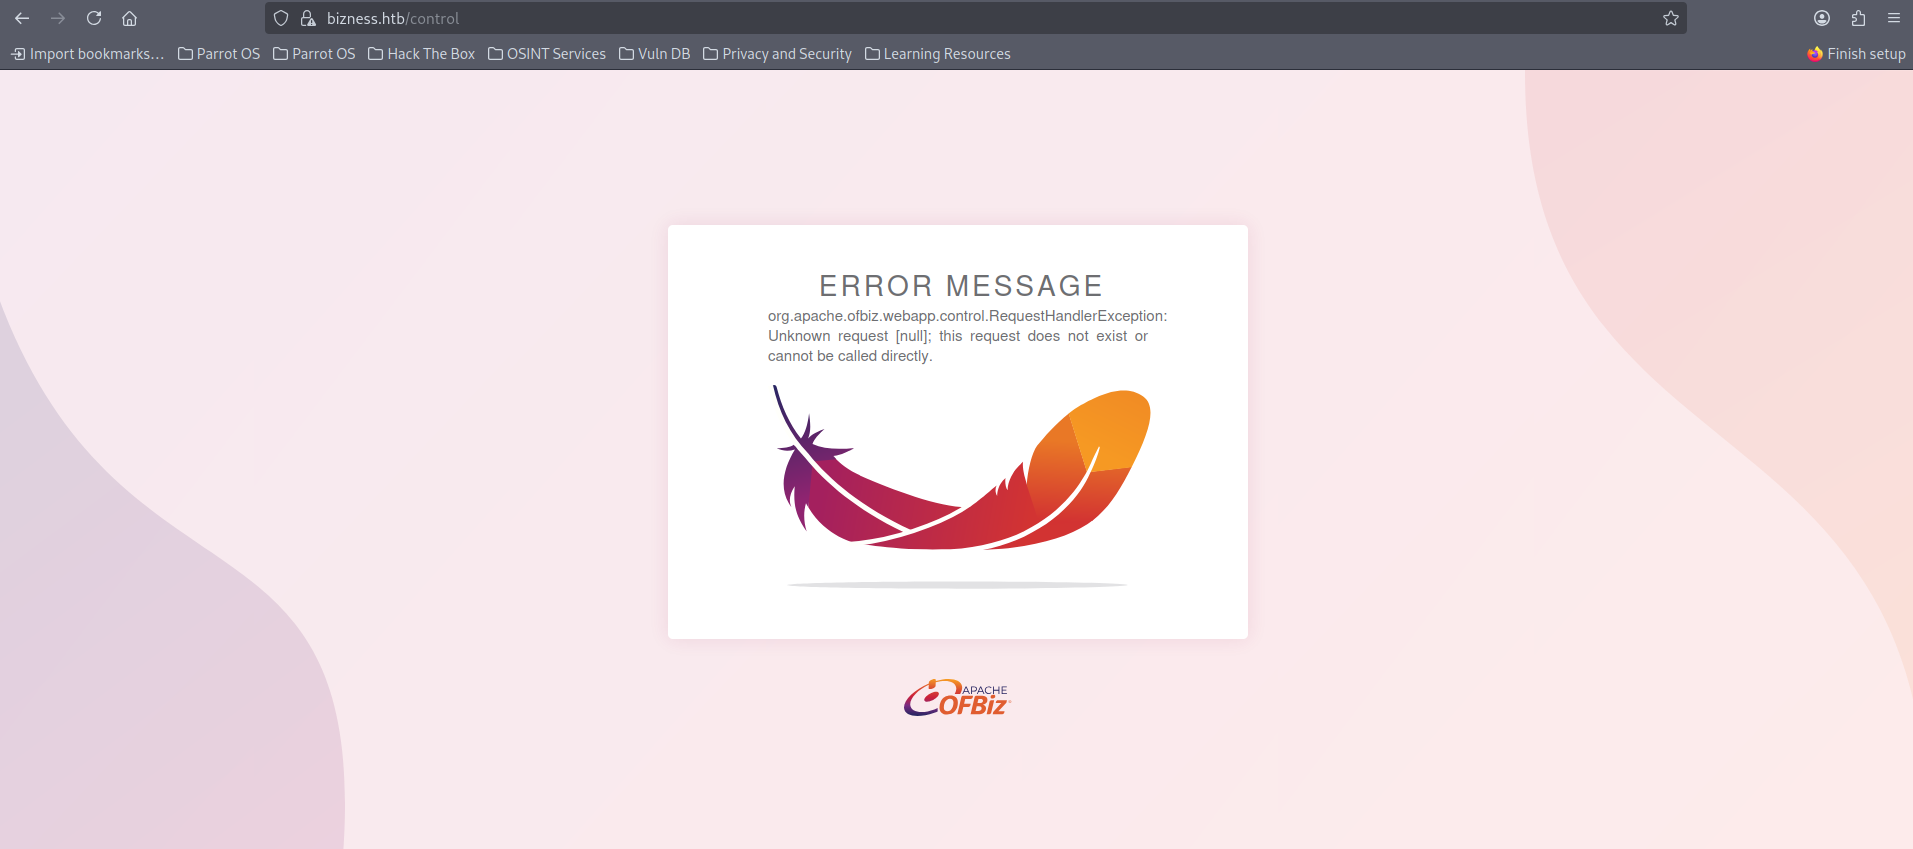 bizness.htb/control
Import bookmarks... Parrot OS Parrot OS Hack The Box OSINT Services Vuln DB Privacy and Security Learning Resources Finish setup
ERROR MESSAGE
org.apache.ofbiz.webapp.control.RequestHandlerException:
Unknown request [null]; this request does not exist or
cannot be called directly.
APACHE
OFBiz